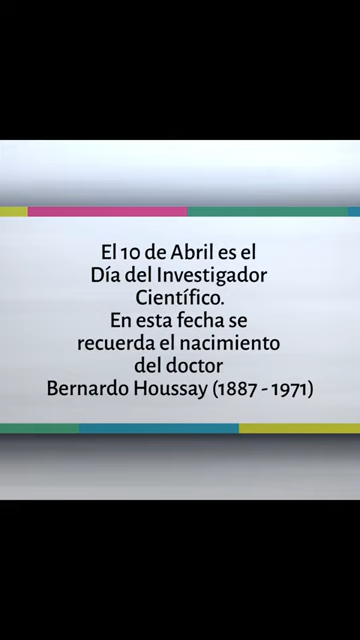 El 10 de Abril es el
Día del Investigador
Científico.
En esta fecha se
recuerda el nacimiento
del doctor
Bernardo Houssay (1887 - 1971)